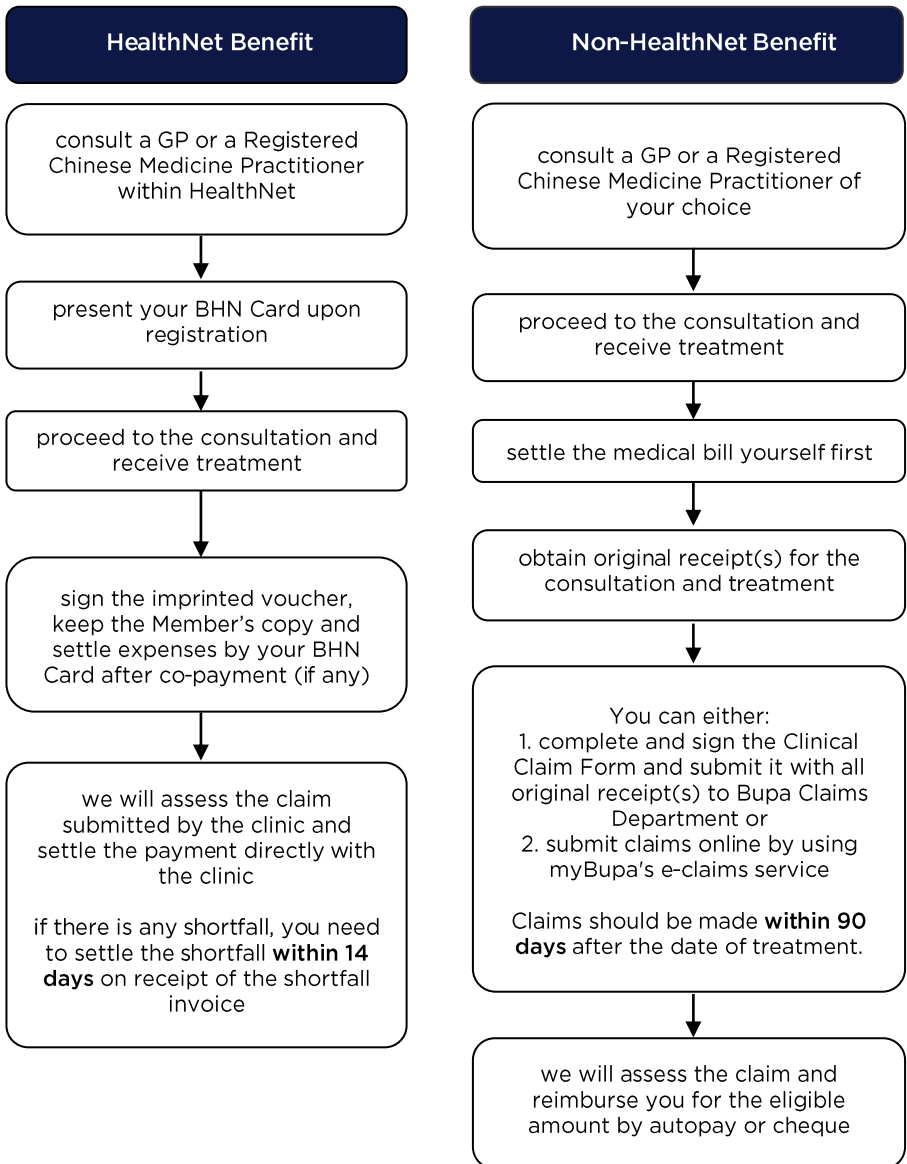 HealthNet Benefit
consult a GP or a Registered
Chinese Medicine Practitioner
within HealthNet
present your BHN Card upon
registration
proceed to the consultation and
receive treatment
sign the imprinted voucher,
keep the Member’s copy and
settle expenses by your BHN
Card after co-payment (if any)
we will assess the claim
submitted by the clinic and
settle the payment directly with
the clinic
if there is any shortfall, you need
to settle the shortfall within 14
days on receipt of the shortfall
invoice
Non-HealthNet Benefit
consult a GP or a Registered
Chinese Medicine Practitioner of
your choice
proceed to the consultation and
receive treatment
settle the medical bill yourself first
obtain original receipt(s) for the
consultation and treatment
You can either:
1. complete and sign the Clinical
Claim Form and submit it with all
original receipt(s) to Bupa Claims
Department or
2. submit claims online by using
myBupa's e-claims service
Claims should be made within 90
days after the date of treatment.
we will assess the claim and
reimburse you for the eligible
amount by autopay or cheque